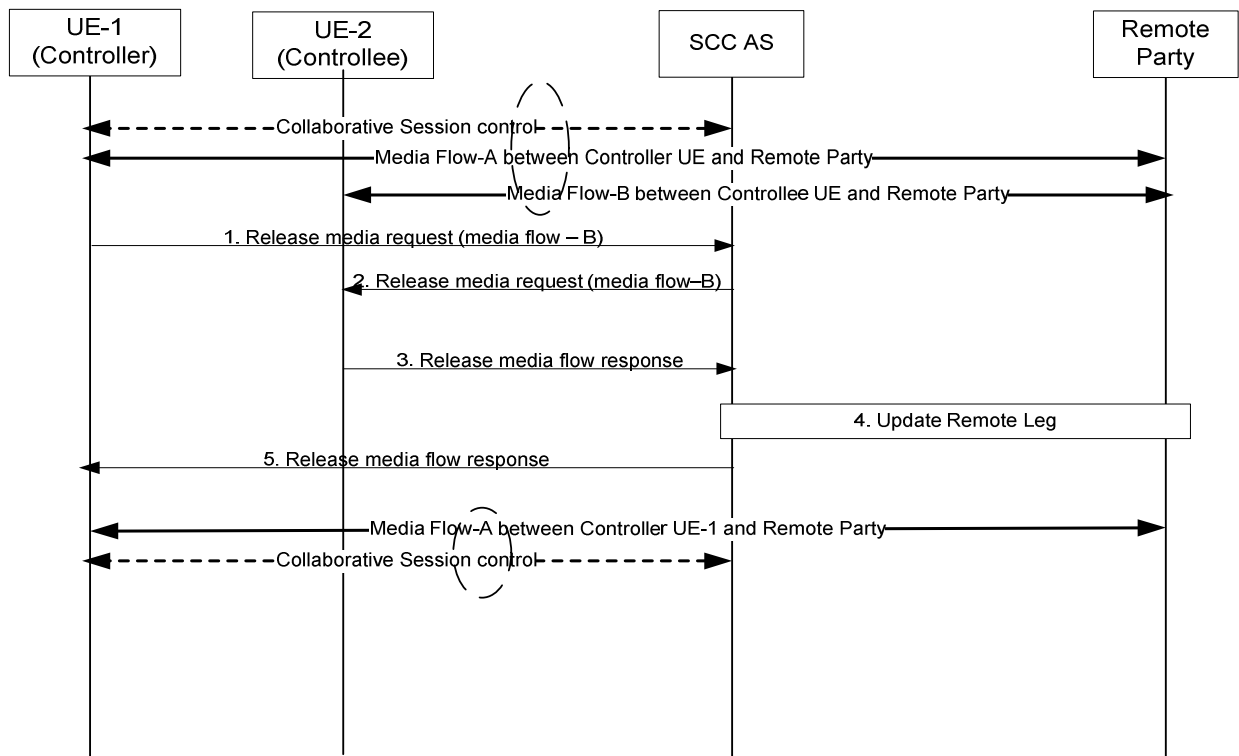 UE-1
(Controller)
UE-2
(Controllee)
SCC AS
Remote
Party
Collaborative Session control
Media Flow-A between Controller UE and Remote Party
Media Flow-B between Controllee UE and Remote Party
1. Release media request (media flow – B)
2. Release media request (media flow–B)
3. Release media flow response
4. Update Remote Leg
5. Release media flow response
Media Flow-A between Controller UE-1 and Remote Party
Collaborative Session control